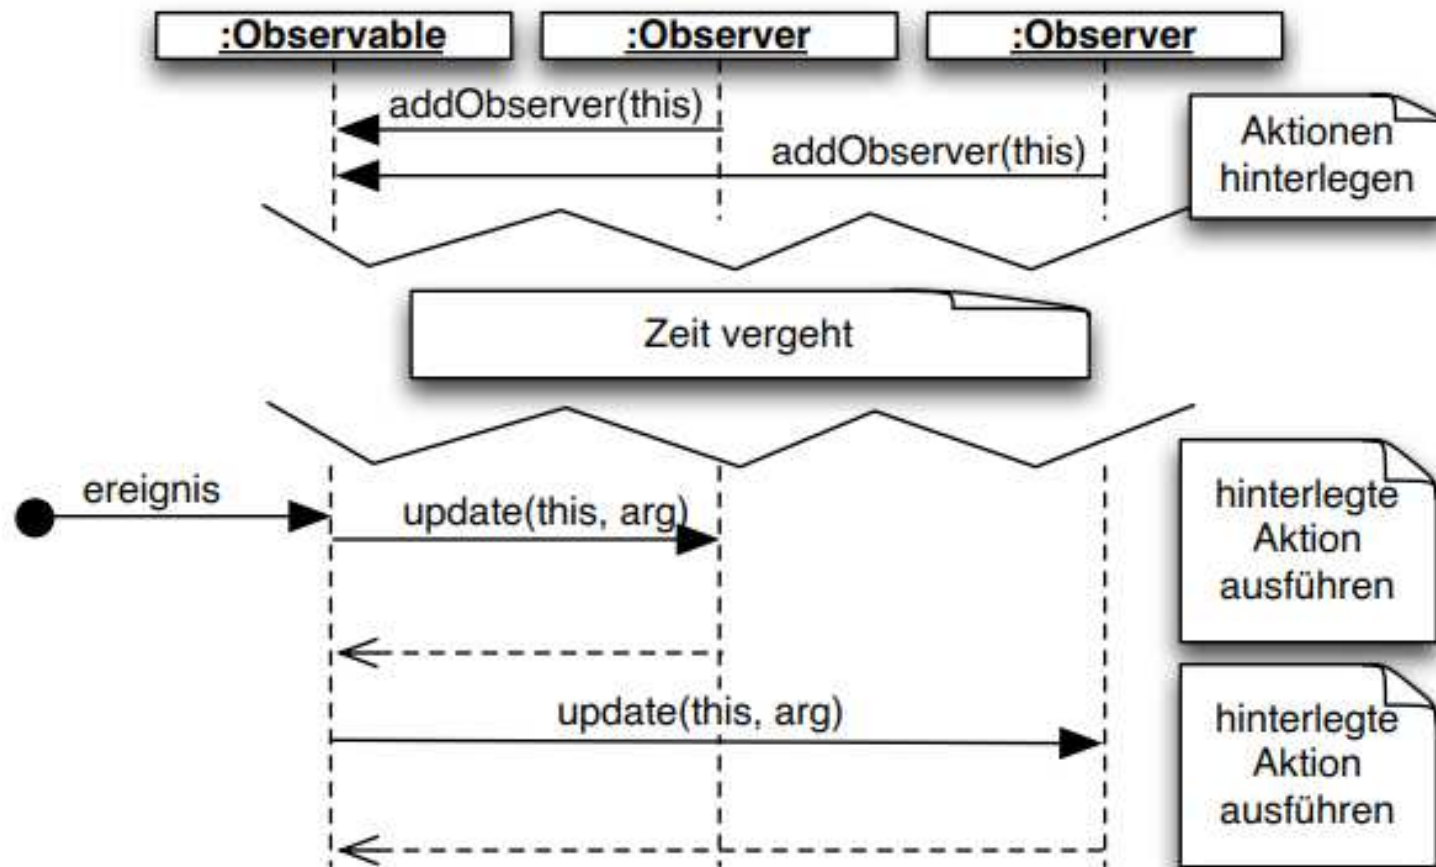 :Observable
:Observer
:Observer
addObserver(this)
addObserver(this)
Aktionen
hinterlegen
Zeit vergeht
ereignis
update(this, arg)
hinterlegte
Aktion
ausführen
update(this, arg)
hinterlegte
Aktion
ausführen